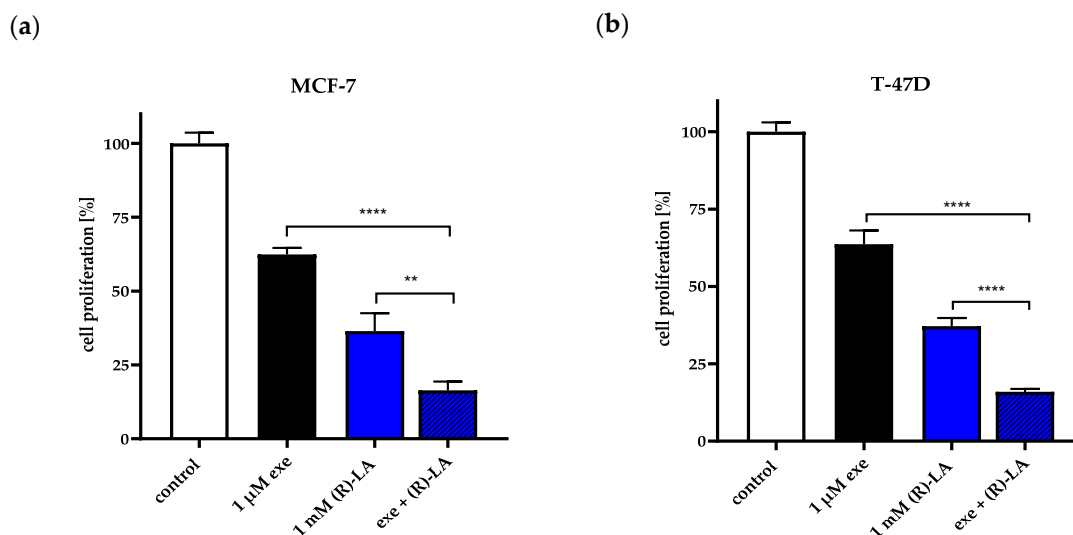 (a)
MCF-7
cell proliferation [%]
100
75
50
25
0
****
**
control
1 µM exe
1 mM (R)-LA
exe + (R)-LA
(b)
T-47D
cell proliferation [%]
100
75
50
25
0
****
****
control
1 µM exe
1 mM (R)-LA
exe + (R)-LA